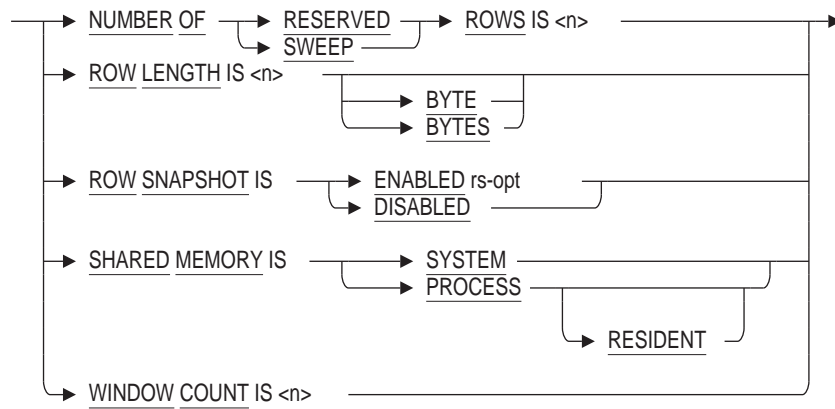 NUMBER OF RESERVED ROWS IS <n>
SWEEP
ROW LENGTH IS <n>
BYTE
BYTES
ROW SNAPSHOT IS ENABLED rs-opt
DISABLED
SHARED MEMORY IS SYSTEM
PROCESS
RESIDENT
WINDOW COUNT IS <n>